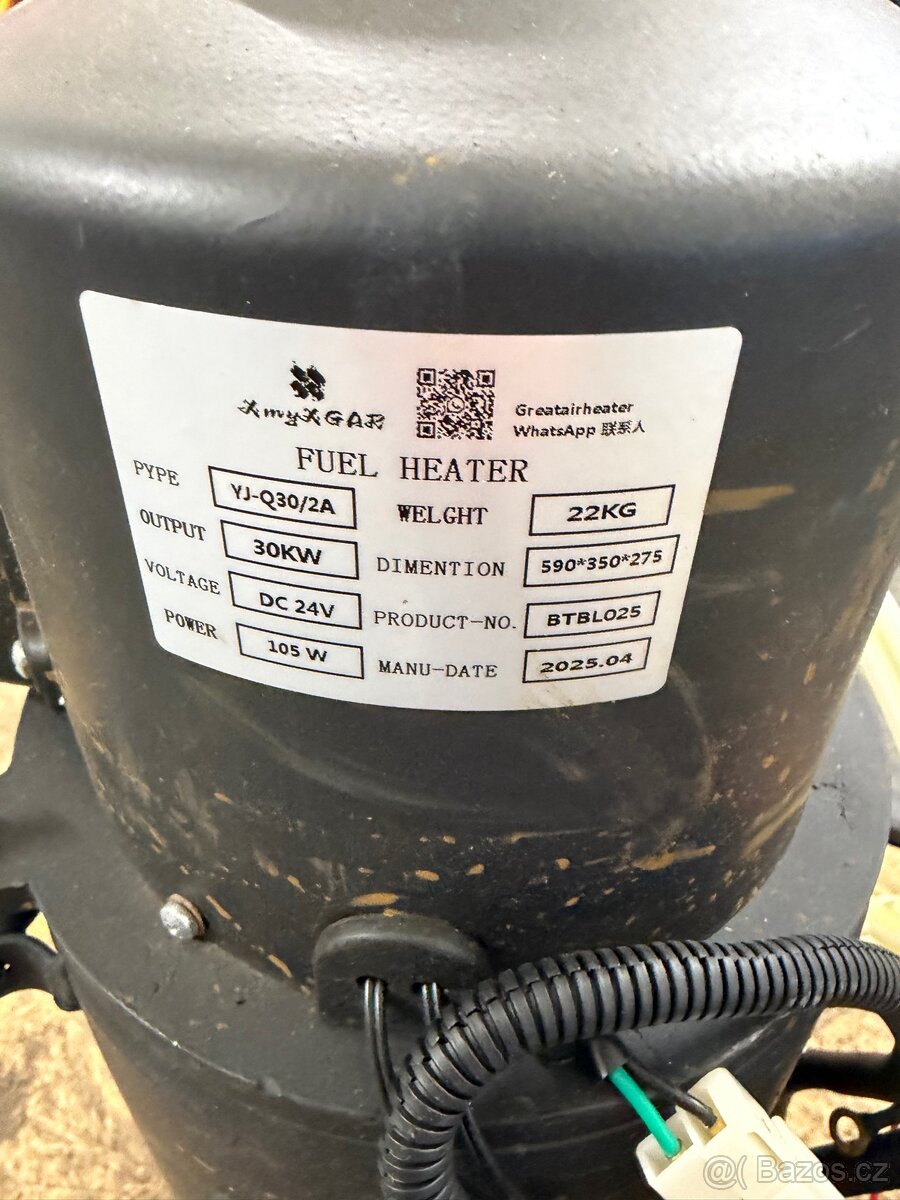 XmyXGAR
Greatairheater
WhatsApp 联系人
FUEL HEATER
PYPE YJ-Q30/2A WELGHT 22KG
OUTPUT 30KW DIMENTION 590*350*275
VOLTAGE DC 24V PRODUCT-NO. BTBL025
POWER 105 W MANU-DATE 2025.04
@( Bazos.cz